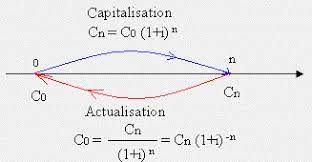 Capitalisation
Cn = C0 (1+i) n
0 n
C0 Cn
Actualisation
C0 = Cn / (1+i) n = Cn (1+i) -n